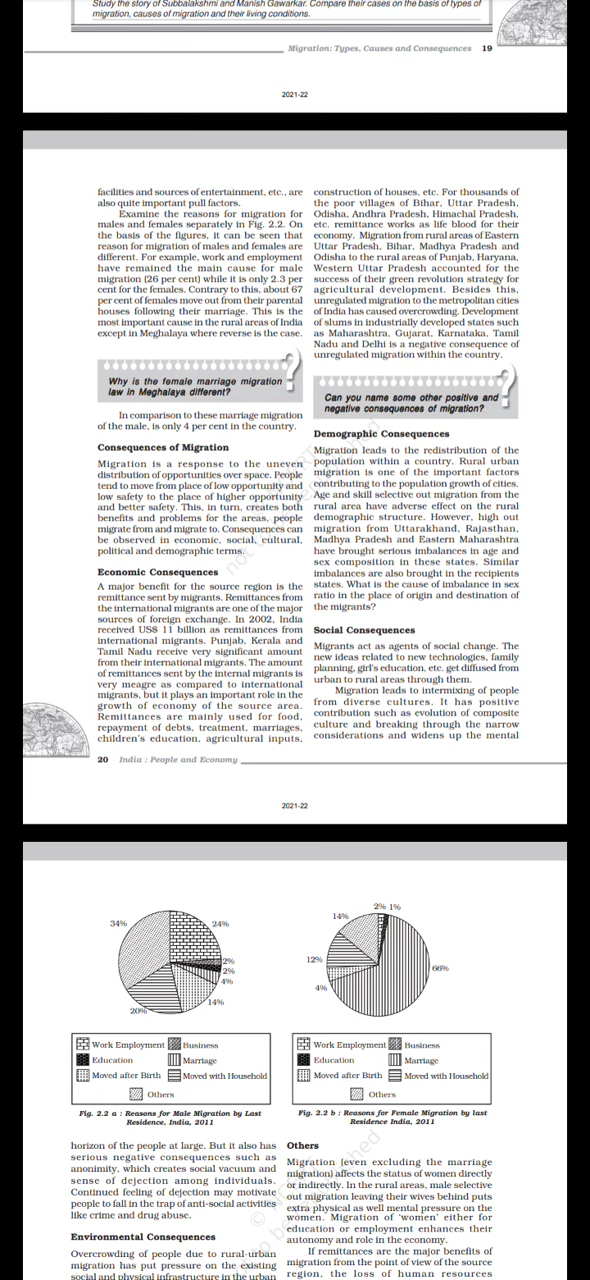 Study the story of Subbalakshmi and Manish Gawarkar. Compare their cases on the basis of types of
migration, causes of migration and their living conditions.
Migration: Types, Causes and Consequences 19
2021-22
facilities and sources of entertainment, etc., are
also quite important pull factors.
Examine the reasons for migration for
males and females separately in Fig. 2.2. On
the basis of the figures, it can be seen that
reason for migration of males and females are
different. For example, work and employment
have remained the main cause for male
migration (26 per cent) while it is only 2.3 per
cent for the females. Contrary to this, about 67
per cent of females move out from their parental
houses following their marriage. This is the
most important cause in the rural areas of India
except in Meghalaya where reverse is the case.
Why is the female marriage migration
law in Meghalaya different?
In comparison to these marriage migration
of the male, is only 4 per cent in the country.
Consequences of Migration
Migration is a response to the uneven
distribution of opportunities over space. People
tend to move from place of low opportunity and
low safety to the place of higher opportunity
and better safety. This, in turn, creates both
benefits and problems for the areas, people
migrate from and migrate to. Consequences can
be observed in economic, social, cultural,
political and demographic terms.
Economic Consequences
A major benefit for the source region is the
remittance sent by migrants. Remittances from
the international migrants are one of the major
sources of foreign exchange. In 2002, India
received US$ 11 billion as remittances from
international migrants. Punjab, Kerala and
Tamil Nadu receive very significant amount
from their international migrants. The amount
of remittances sent by the internal migrants is
very meagre as compared to international
migrants, but it plays an important role in the
growth of economy of the source area.
Remittances are mainly used for food,
repayment of debts, treatment, marriages,
children's education, agricultural inputs,
construction of houses, etc. For thousands of
the poor villages of Bihar, Uttar Pradesh,
Odisha, Andhra Pradesh, Himachal Pradesh,
etc. remittance works as life blood for their
economy. Migration from rural areas of Eastern
Uttar Pradesh, Bihar, Madhya Pradesh and
Odisha to the rural areas of Punjab, Haryana,
Western Uttar Pradesh accounted for the
success of their green revolution strategy for
agricultural development. Besides this,
unregulated migration to the metropolitan cities
of India has caused overcrowding. Development
of slums in industrially developed states such
as Maharashtra, Gujarat, Karnataka, Tamil
Nadu and Delhi is a negative consequence of
unregulated migration within the country.
Can you name some other positive and
negative consequences of migration?
Demographic Consequences
Migration leads to the redistribution of the
population within a country. Rural urban
migration is one of the important factors
contributing to the population growth of cities.
Age and skill selective out migration from the
rural area have adverse effect on the rural
demographic structure. However, high out
migration from Uttarakhand, Rajasthan,
Madhya Pradesh and Eastern Maharashtra
have brought serious imbalances in age and
sex composition in these states. Similar
imbalances are also brought in the recipients
states. What is the cause of imbalance in sex
ratio in the place of origin and destination of
the migrants?
Social Consequences
Migrants act as agents of social change. The
new ideas related to new technologies, family
planning, girl's education, etc. get diffused from
urban to rural areas through them.
Migration leads to intermixing of people
from diverse cultures. It has positive
contribution such as evolution of composite
culture and breaking through the narrow
considerations and widens up the mental
20 India : People and Economy
2021-22
34%
24%
2%
2%
4%
14%
20%
Work Employment Business
Education Marriage
Moved after Birth Moved with Household
Others
Fig. 2.2 a : Reasons for Male Migration by Last
Residence, India, 2011
2% 1%
14%
12%
66%
4%
Work Employment Business
Education Marriage
Moved after Birth Moved with Household
Others
Fig. 2.2 b : Reasons for Female Migration by last
Residence India, 2011
horizon of the people at large. But it also has
serious negative consequences such as
anonimity, which creates social vacuum and
sense of dejection among individuals.
Continued feeling of dejection may motivate
people to fall in the trap of anti-social activities
like crime and drug abuse.
Environmental Consequences
Overcrowding of people due to rural-urban
migration has put pressure on the existing
social and physical infrastructure in the urban
Others
Migration (even excluding the marriage
migration) affects the status of women directly
or indirectly. In the rural areas, male selective
out migration leaving their wives behind puts
extra physical as well mental pressure on the
women. Migration of 'women' either for
education or employment enhances their
autonomy and role in the economy.
If remittances are the major benefits of
migration from the point of view of the source
region, the loss of human resources